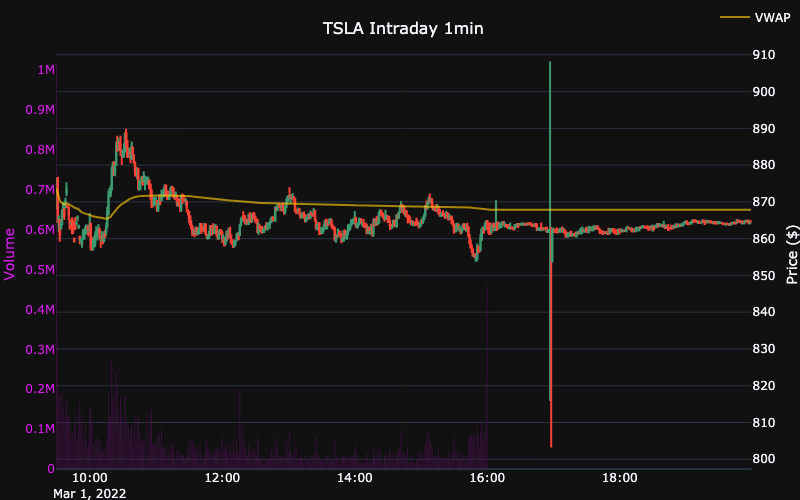 VWAP
TSLA Intraday 1min
1M
0.9M
0.8M
0.7M
0.6M
0.5M
0.4M
0.3M
0.2M
0.1M
0
Volume
910
900
890
880
870
860
850
840
830
820
810
800
Price ($)
10:00 12:00 14:00 16:00 18:00
Mar 1, 2022